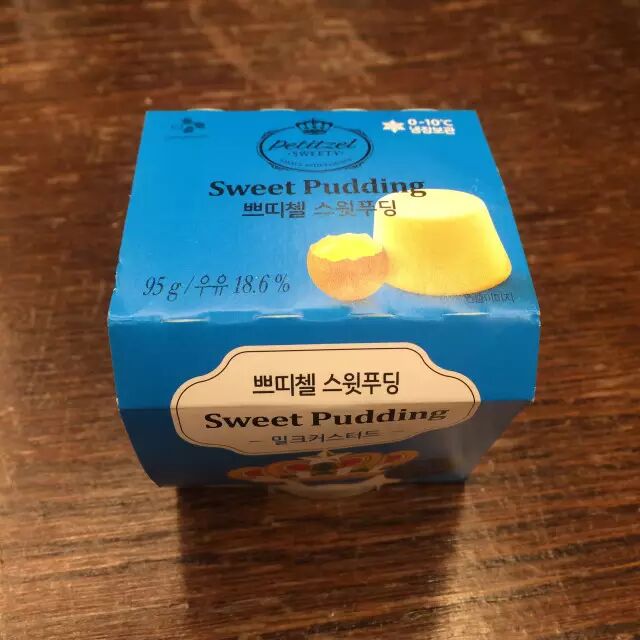 Petitzel
SWEET
0~10℃
냉장보관
Sweet Pudding
쁘띠첼 스윗푸딩
95 g / 우유 18.6 %
쁘띠첼 스윗푸딩
Sweet Pudding
밀크커스터드